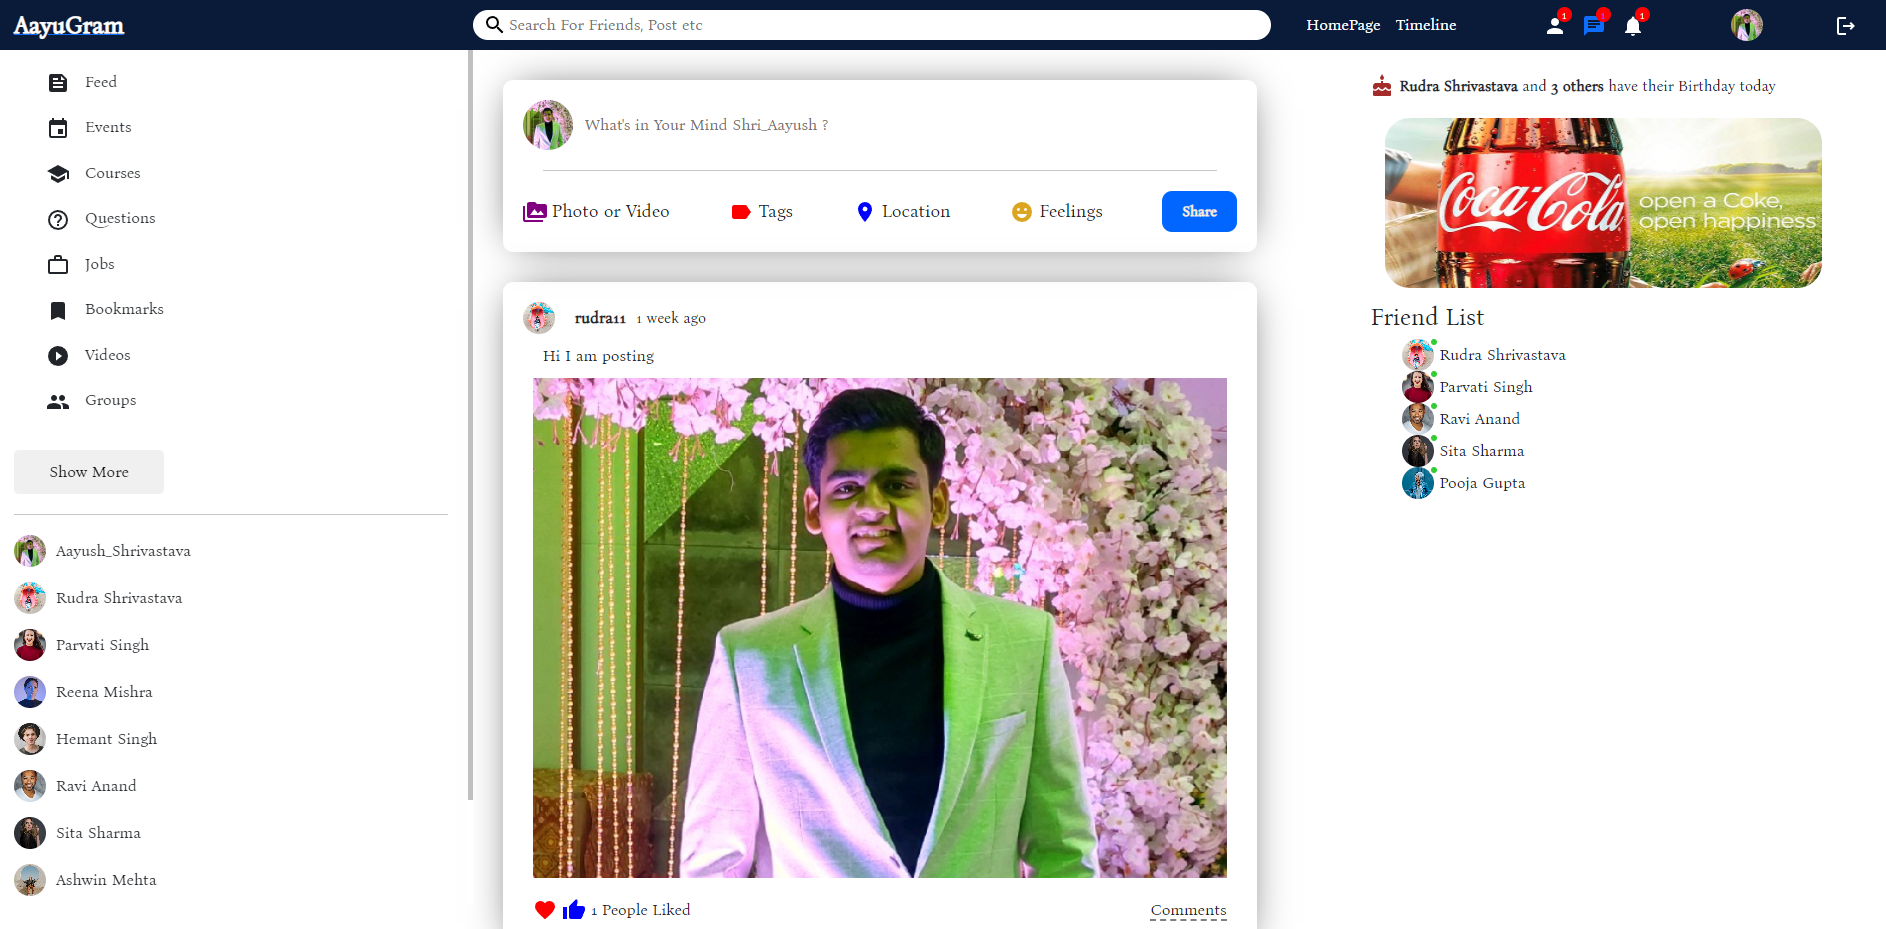 AayuGram
Search For Friends, Post etc
HomePage Timeline
1
1
1
Feed
Events
Courses
Questions
Jobs
Bookmarks
Videos
Groups
Show More
Aayush_Shrivastava
Rudra Shrivastava
Parvati Singh
Reena Mishra
Hemant Singh
Ravi Anand
Sita Sharma
Ashwin Mehta
What's in Your Mind Shri_Aayush ?
Photo or Video Tags Location Feelings Share
rudra11 1 week ago
Hi I am posting
1 People Liked Comments
Rudra Shrivastava and 3 others have their Birthday today
Coca-Cola
open a Coke,
open happiness
Friend List
Rudra Shrivastava
Parvati Singh
Ravi Anand
Sita Sharma
Pooja Gupta